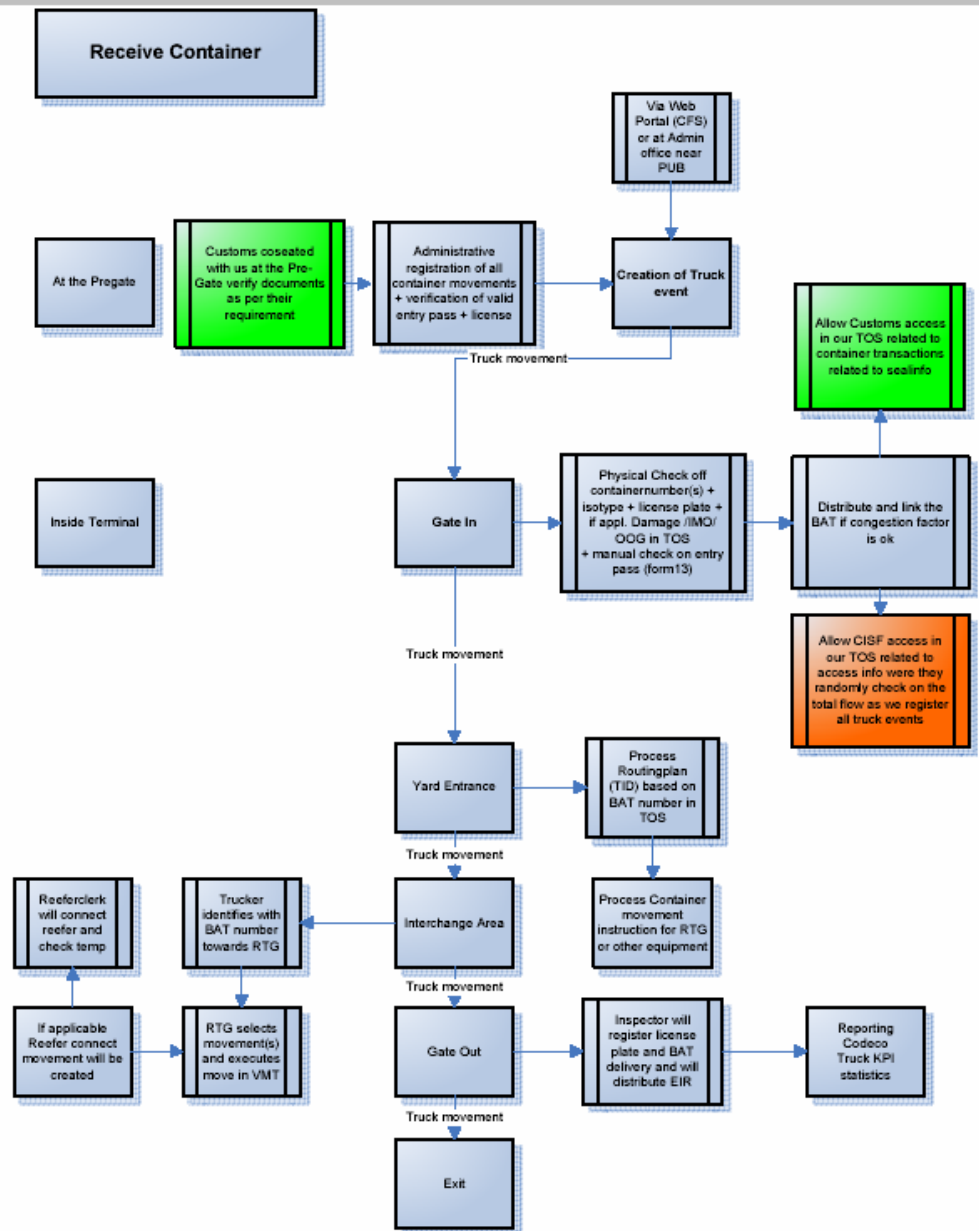 Receive Container
Via Web
Portal (CFS)
or at Admin
office near
PUB
At the Pregate
Customs coseated
with us at the Pre-
Gate verify documents
as per their
requirement
Administrative
registration of all
container movements
+ verification of valid
entry pass + license
Creation of Truck
event
Allow Customs access
in our TOS related to
container transactions
related to sealinfo
Truck movement
Inside Terminal
Gate In
Physical Check off
containernumber(s) +
isotype + license plate +
if appl. Damage /IMO/
OOG in TOS
+ manual check on entry
pass (form13)
Distribute and link the
BAT if congestion factor
is ok
Allow CISF access in
our TOS related to
access info were they
randomly check on the
total flow as we register
all truck events
Truck movement
Yard Entrance
Process
Routingplan
(TID) based on
BAT number in
TOS
Truck movement
Reeferclerk
will connect
reefer and
check temp
Trucker
identifies with
BAT number
towards RTG
Interchange Area
Process Container
movement
instruction for RTG
or other equipment
Truck movement
If applicable
Reefer connect
movement will be
created
RTG selects
movement(s)
and executes
move in VMT
Gate Out
Inspector will
register license
plate and BAT
delivery and will
distribute EIR
Reporting
Codeco
Truck KPI
statistics
Truck movement
Exit